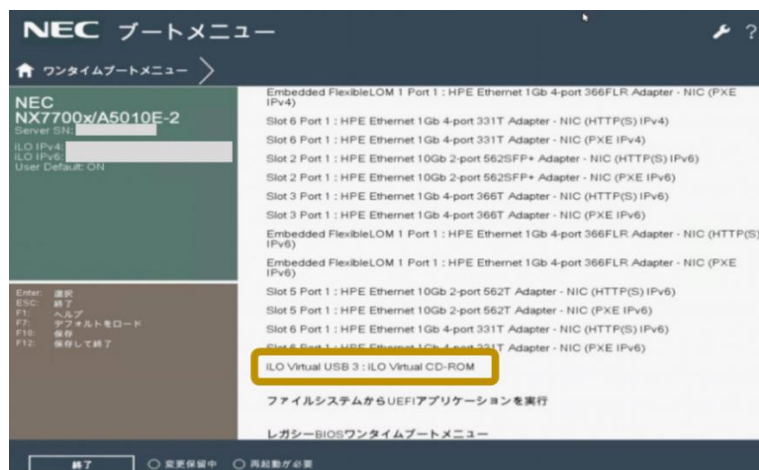 NEC ブートメニュー
ワンタイムブートメニュー
NEC
NX7700x/A5010E-2
Server SN:
iLO IPv4:
iLO IPv6:
User Default: ON
Enter: 選択
ESC: 終了
F1: ヘルプ
F7: デフォルトをロード
F10: 保存
F12: 保存して終了
Embedded FlexibleLOM 1 Port 1 : HPE Ethernet 1Gb 4-port 366FLR Adapter - NIC (PXE
IPv4)
Slot 6 Port 1 : HPE Ethernet 1Gb 4-port 331T Adapter - NIC (HTTP(S) IPv4)
Slot 6 Port 1 : HPE Ethernet 1Gb 4-port 331T Adapter - NIC (PXE IPv4)
Slot 2 Port 1 : HPE Ethernet 10Gb 2-port 562SFP+ Adapter - NIC (HTTP(S) IPv6)
Slot 2 Port 1 : HPE Ethernet 10Gb 2-port 562SFP+ Adapter - NIC (PXE IPv6)
Slot 3 Port 1 : HPE Ethernet 1Gb 4-port 366T Adapter - NIC (HTTP(S) IPv6)
Slot 3 Port 1 : HPE Ethernet 1Gb 4-port 366T Adapter - NIC (PXE IPv6)
Embedded FlexibleLOM 1 Port 1 : HPE Ethernet 1Gb 4-port 366FLR Adapter - NIC (HTTP(S)
IPv6)
Embedded FlexibleLOM 1 Port 1 : HPE Ethernet 1Gb 4-port 366FLR Adapter - NIC (PXE
IPv6)
Slot 5 Port 1 : HPE Ethernet 10Gb 2-port 562T Adapter - NIC (HTTP(S) IPv6)
Slot 5 Port 1 : HPE Ethernet 10Gb 2-port 562T Adapter - NIC (PXE IPv6)
Slot 6 Port 1 : HPE Ethernet 1Gb 4-port 331T Adapter - NIC (HTTP(S) IPv6)
Slot 6 Port 1 : HPE Ethernet 1Gb 4-port 331T Adapter - NIC (PXE IPv6)
iLO Virtual USB 3 : iLO Virtual CD-ROM
ファイルシステムからUEFIアプリケーションを実行
レガシーBIOSワンタイムブートメニュー
終了 変更保留中 再起動が必要